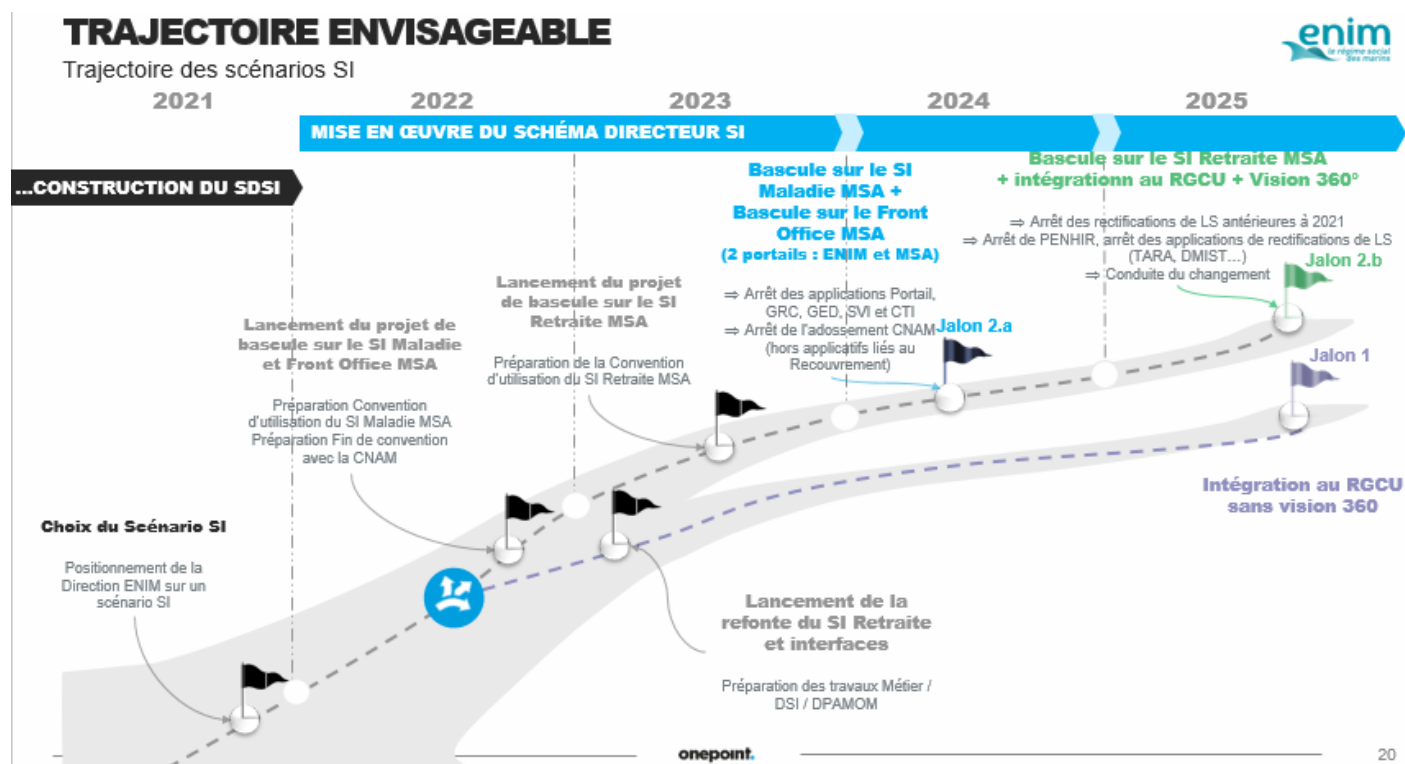 TRAJECTOIRE ENVISAGEABLE
Trajectoire des scénarios SI
enim
le régime social
des marins
2021
2022
2023
2024
2025
MISE EN ŒUVRE DU SCHÉMA DIRECTEUR SI
...CONSTRUCTION DU SDSI
Choix du Scénario SI
Positionnement de la
Direction ENIM sur un
scénario SI
Lancement du projet de
bascule sur le SI Maladie
et Front Office MSA
Préparation Convention
d'utilisation du SI Maladie MSA
Préparation Fin de convention
avec la CNAM
Lancement du projet
de bascule sur le SI
Retraite MSA
Préparation de la Convention
d'utilisation du SI Retraite MSA
Bascule sur le SI
Maladie MSA +
Bascule sur le Front
Office MSA
(2 portails : ENIM et MSA)
⇒ Arrêt des applications Portail,
GRC, GED, SVI et CTI
⇒ Arrêt de l'adossement CNAM
(hors applicatifs liés au
Recouvrement)
Jalon 2.a
Bascule sur le SI Retraite MSA
+ intégrationn au RGCU + Vision 360°
⇒ Arrêt des rectifications de LS antérieures à 2021
⇒ Arrêt de PENHIR, arrêt des applications de rectifications de LS
(TARA, DMIST…)
⇒ Conduite du changement
Jalon 2.b
Jalon 1
Intégration au RGCU
sans vision 360
Lancement de la
refonte du SI Retraite
et interfaces
Préparation des travaux Métier /
DSI / DPAMOM
onepoint.
20